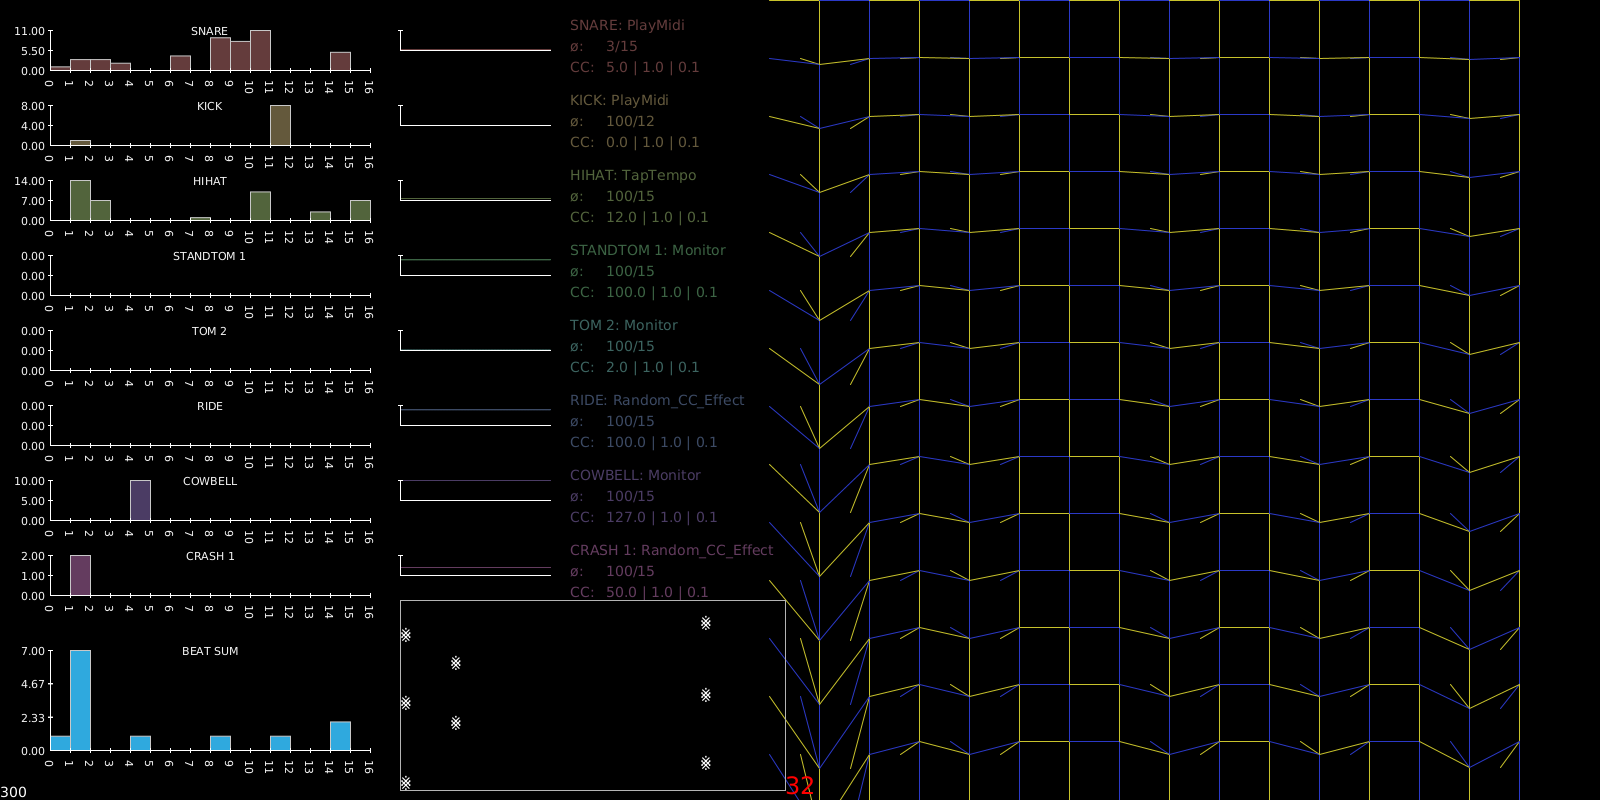 SNARE
11.00
5.50
0.00
0 1 2 3 4 5 6 7 8 9 10 11 12 13 14 15 16
SNARE: PlayMidi
ø: 3/15
CC: 5.0 | 1.0 | 0.1
KICK
8.00
4.00
0.00
0 1 2 3 4 5 6 7 8 9 10 11 12 13 14 15 16
KICK: PlayMidi
ø: 100/12
CC: 0.0 | 1.0 | 0.1
HIHAT
14.00
7.00
0.00
0 1 2 3 4 5 6 7 8 9 10 11 12 13 14 15 16
HIHAT: TapTempo
ø: 100/15
CC: 12.0 | 1.0 | 0.1
STANDTOM 1
0.00
0.00
0.00
0 1 2 3 4 5 6 7 8 9 10 11 12 13 14 15 16
STANDTOM 1: Monitor
ø: 100/15
CC: 100.0 | 1.0 | 0.1
TOM 2
0.00
0.00
0.00
0 1 2 3 4 5 6 7 8 9 10 11 12 13 14 15 16
TOM 2: Monitor
ø: 100/15
CC: 2.0 | 1.0 | 0.1
RIDE
0.00
0.00
0.00
0 1 2 3 4 5 6 7 8 9 10 11 12 13 14 15 16
RIDE: Random_CC_Effect
ø: 100/15
CC: 100.0 | 1.0 | 0.1
COWBELL
10.00
5.00
0.00
0 1 2 3 4 5 6 7 8 9 10 11 12 13 14 15 16
COWBELL: Monitor
ø: 100/15
CC: 127.0 | 1.0 | 0.1
CRASH 1
2.00
1.00
0.00
0 1 2 3 4 5 6 7 8 9 10 11 12 13 14 15 16
CRASH 1: Random_CC_Effect
ø: 100/15
CC: 50.0 | 1.0 | 0.1
BEAT SUM
7.00
4.67
2.33
0.00
0 1 2 3 4 5 6 7 8 9 10 11 12 13 14 15 16
32
300